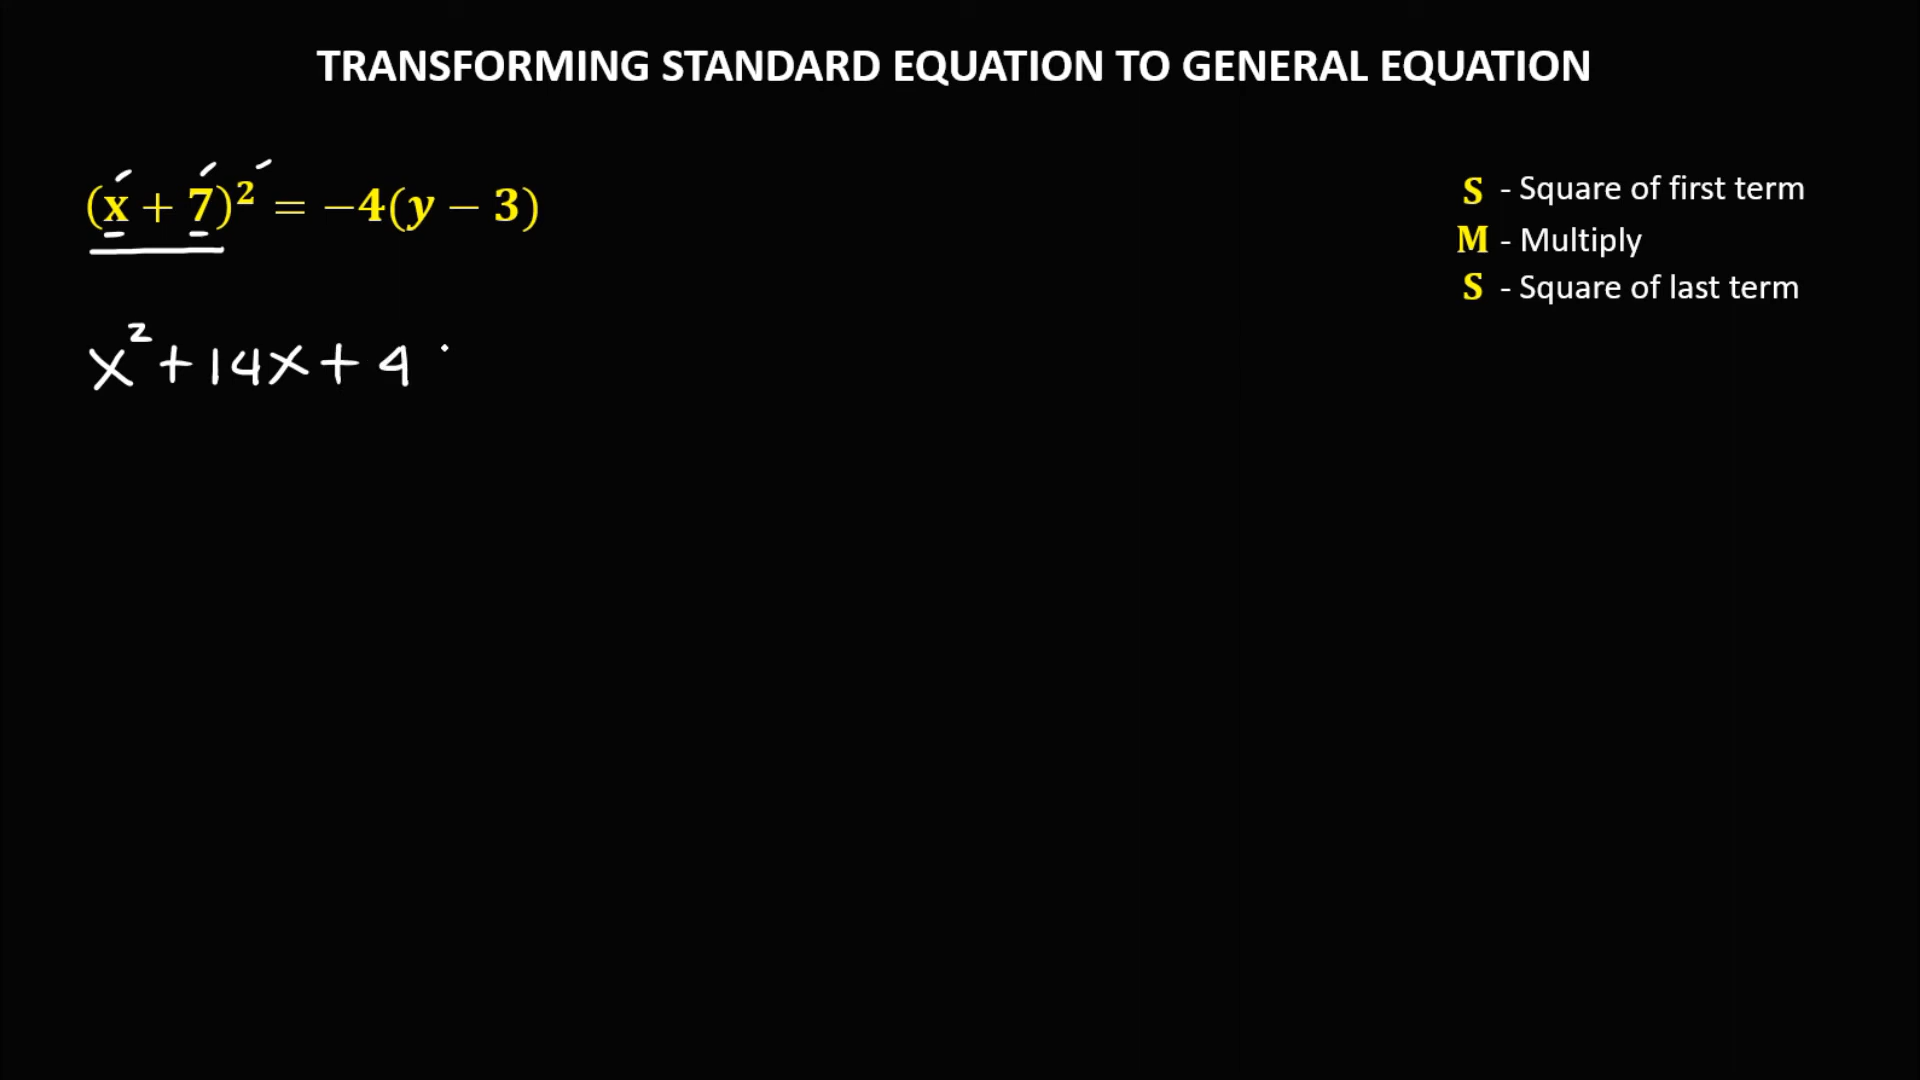 TRANSFORMING STANDARD EQUATION TO GENERAL EQUATION
(x + 7)² = −4(y − 3)
S - Square of first term
M - Multiply
S - Square of last term
x² + 14x + 4